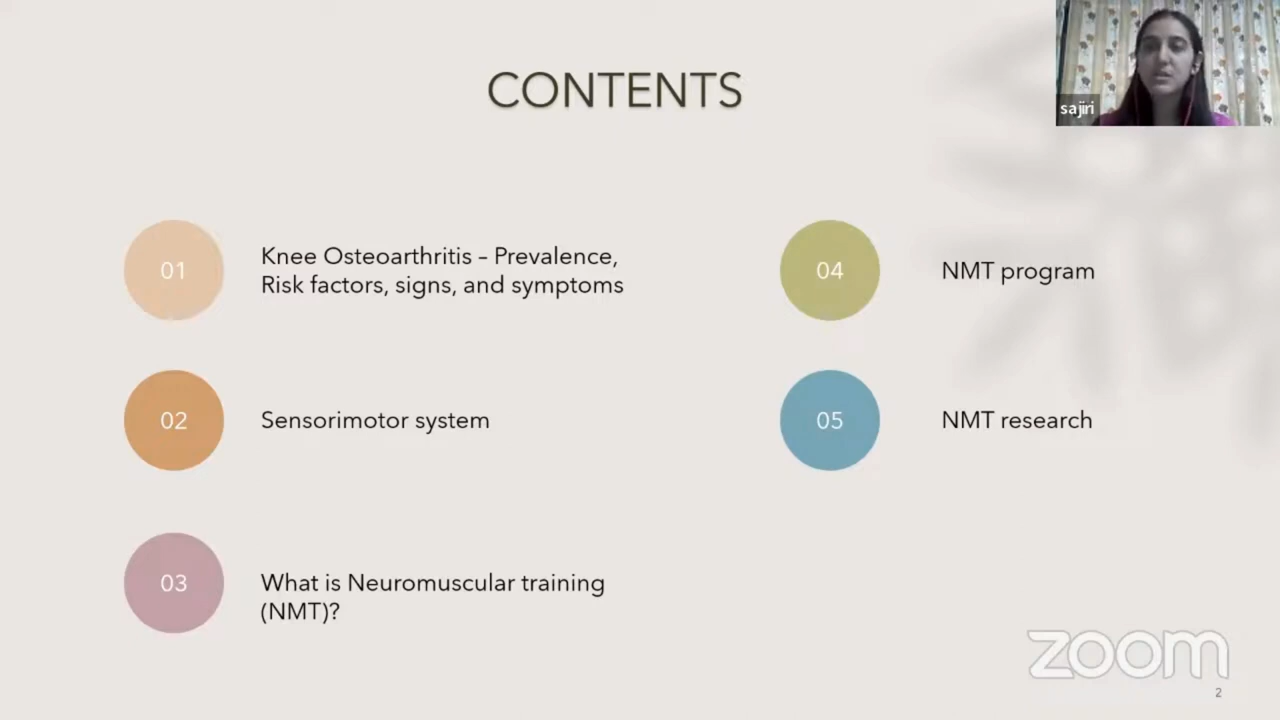 CONTENTS
sajiri
01
Knee Osteoarthritis – Prevalence,
Risk factors, signs, and symptoms
02
Sensorimotor system
03
What is Neuromuscular training
(NMT)?
04
NMT program
05
NMT research
zoom
2